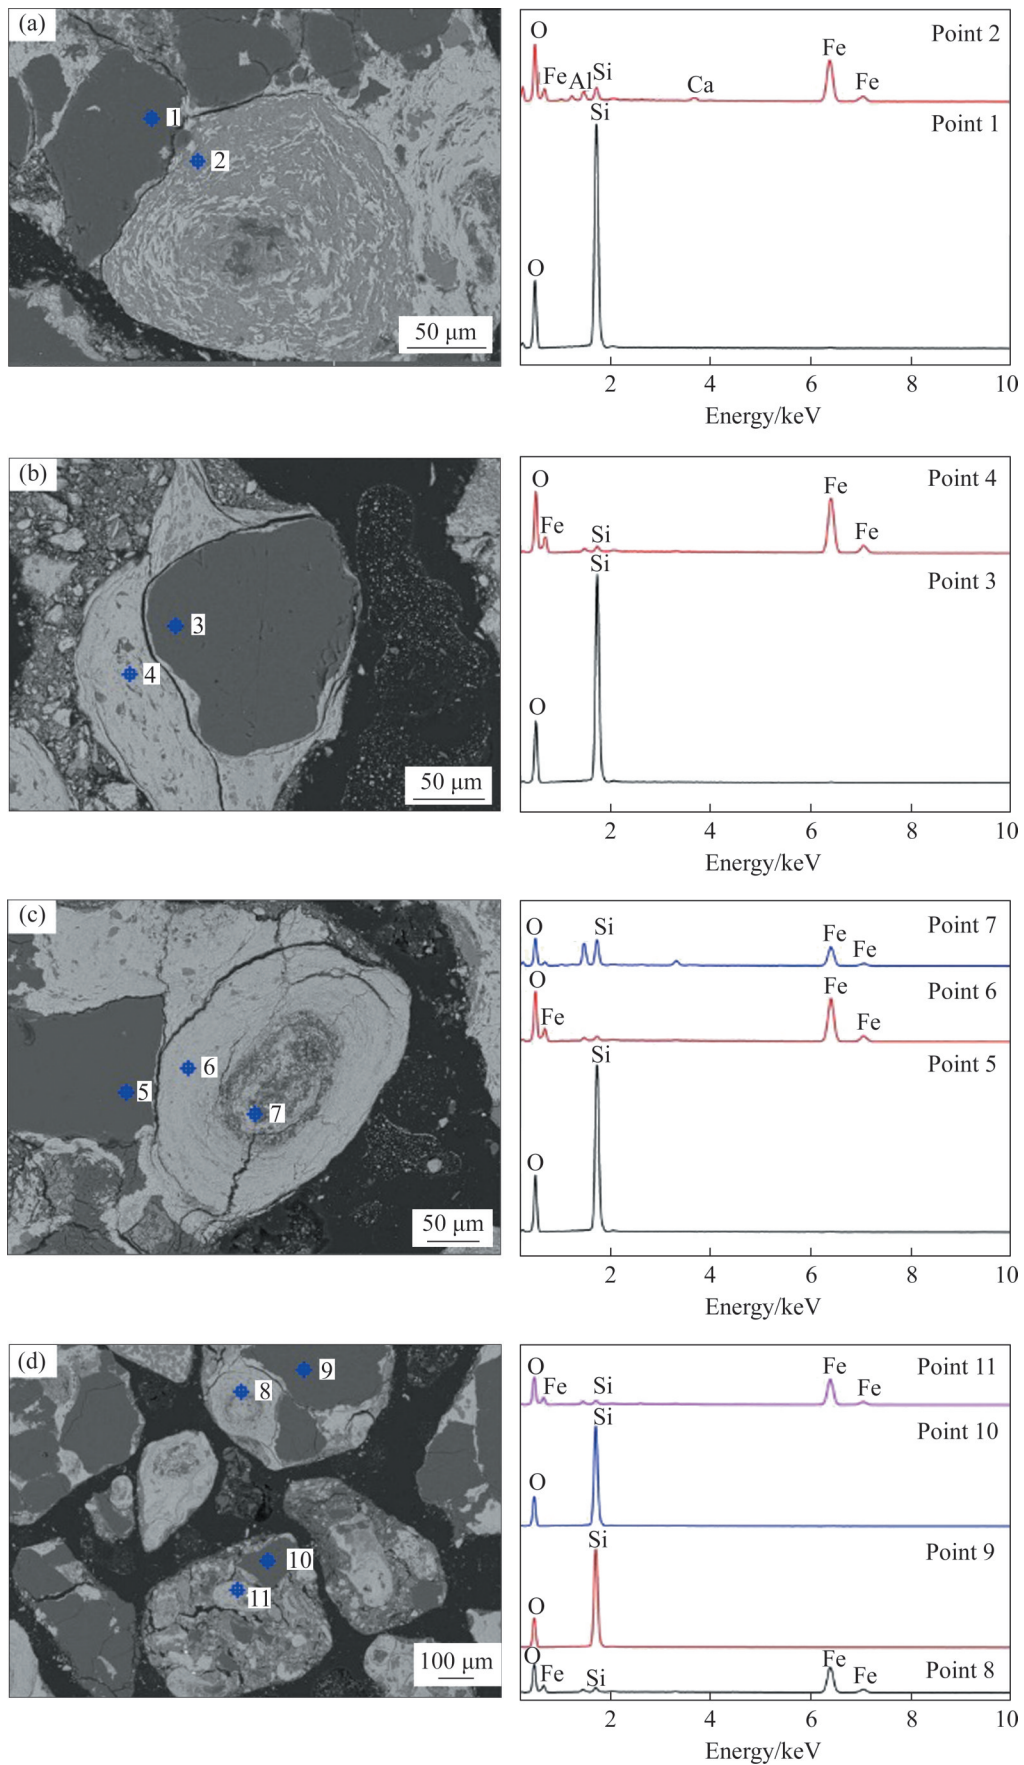 (a)
1
2
50 μm
Point 2
O
Fe
Al
Si
Ca
Fe
Fe
Point 1
Si
O
2 4 6 8 10
Energy/keV
(b)
3
4
50 μm
Point 4
O
Fe
Si
Fe
Fe
Point 3
Si
O
2 4 6 8 10
Energy/keV
(c)
5
6
7
50 μm
Point 7
O
Si
Fe
Fe
Point 6
O
Fe
Fe
Fe
Point 5
Si
O
2 4 6 8 10
Energy/keV
(d)
9
8
10
11
100 μm
Point 11
O
Fe
Si
Fe
Fe
Point 10
Si
O
Point 9
Si
O
Point 8
O
Fe
Si
Fe
Fe
2 4 6 8 10
Energy/keV